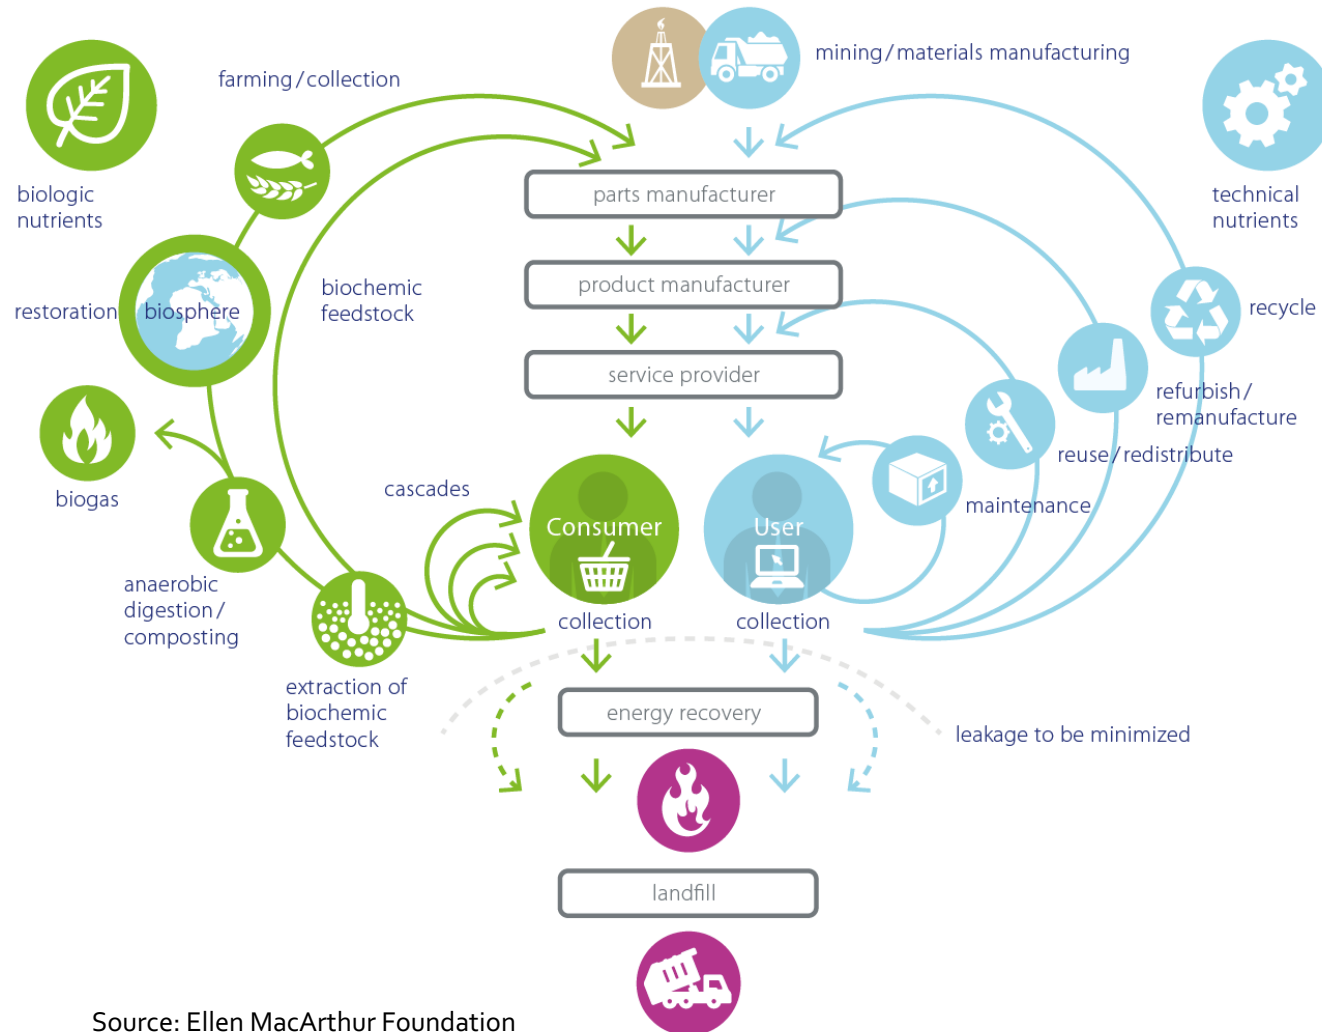 mining/materials manufacturing
farming/collection
biologic
nutrients
parts manufacturer
technical
nutrients
biochemic
feedstock
product manufacturer
restoration
biosphere
recycle
service provider
refurbish/
remanufacture
reuse/redistribute
biogas
cascades
maintenance
Consumer
User
anaerobic
digestion/
composting
collection
collection
extraction of
biochemic
feedstock
energy recovery
leakage to be minimized
landfill
Source: Ellen MacArthur Foundation